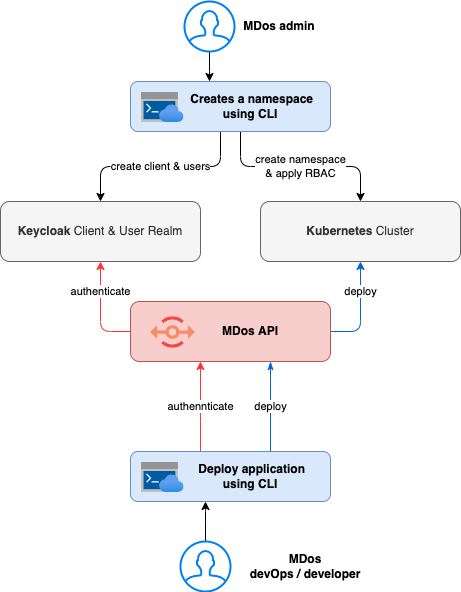 MDos admin
Creates a namespace
using CLI
create client & users
create namespace
& apply RBAC
Keycloak Client & User Realm
Kubernetes Cluster
authenticate
deploy
MDos API
authennticate
deploy
Deploy application
using CLI
MDos
devOps / developer